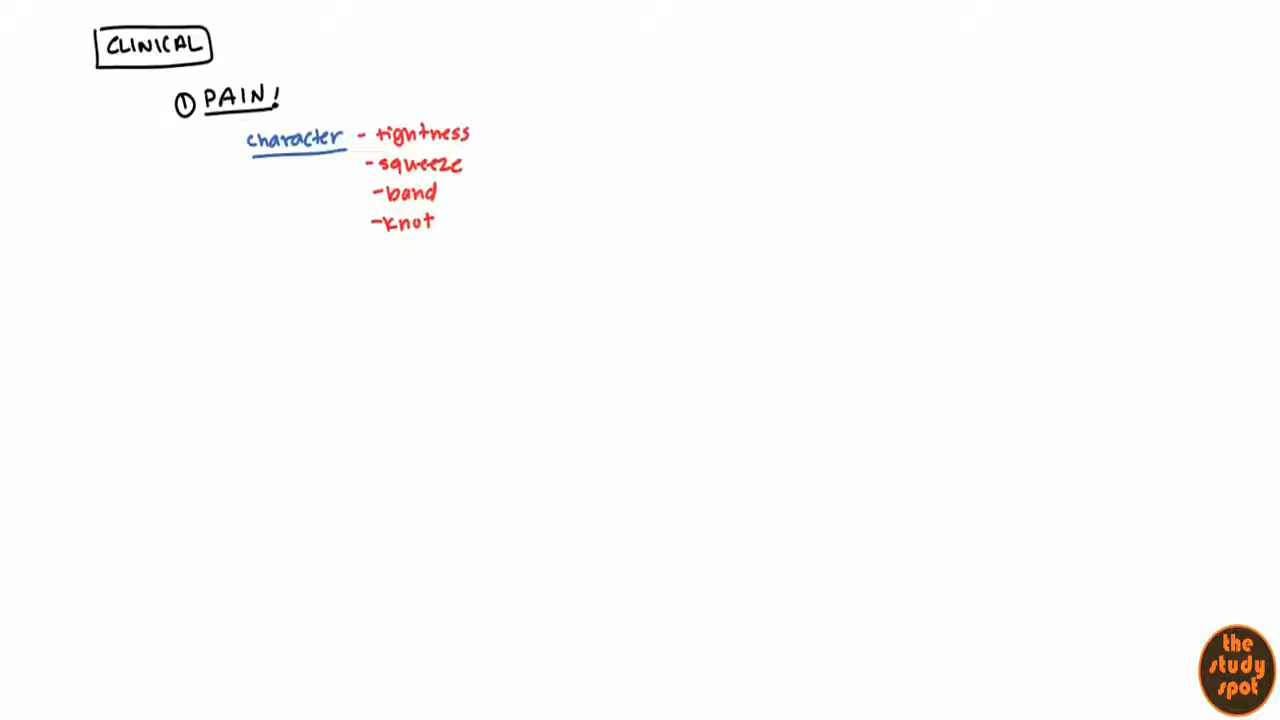 CLINICAL
① PAIN!
character - tightness
- squeeze
- band
- knot
the
study
spot